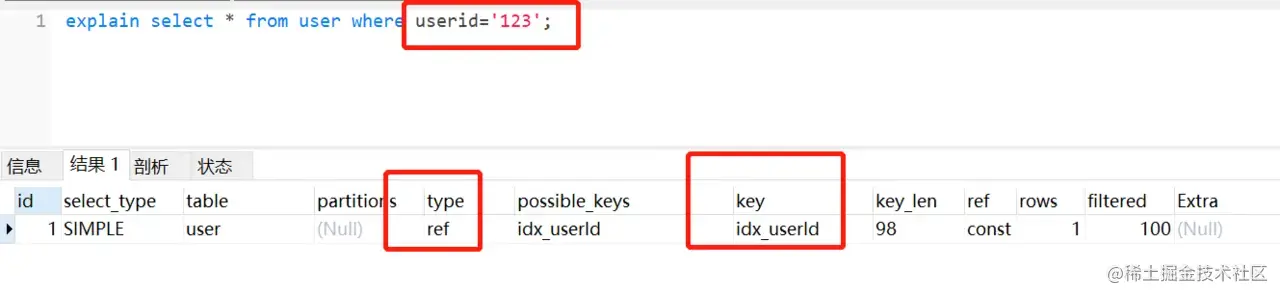 1 explain select * from user where userid='123';
信息 结果 1 剖析 状态
id select_type table partitions type possible_keys key key_len ref rows filtered Extra
1 SIMPLE user (Null) ref idx_userId idx_userId 98 const 1 100 (Null)
@稀土掘金技术社区